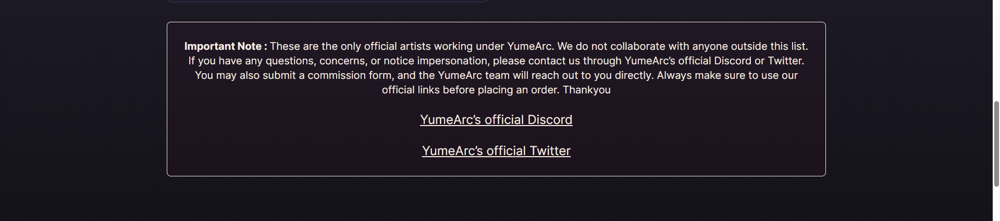 Important Note : These are the only official artists working under YumeArc. We do not collaborate with anyone outside this list.
If you have any questions, concerns, or notice impersonation, please contact us through YumeArc’s official Discord or Twitter.
You may also submit a commission form, and the YumeArc team will reach out to you directly. Always make sure to use our
official links before placing an order. Thankyou
YumeArc’s official Discord
YumeArc’s official Twitter